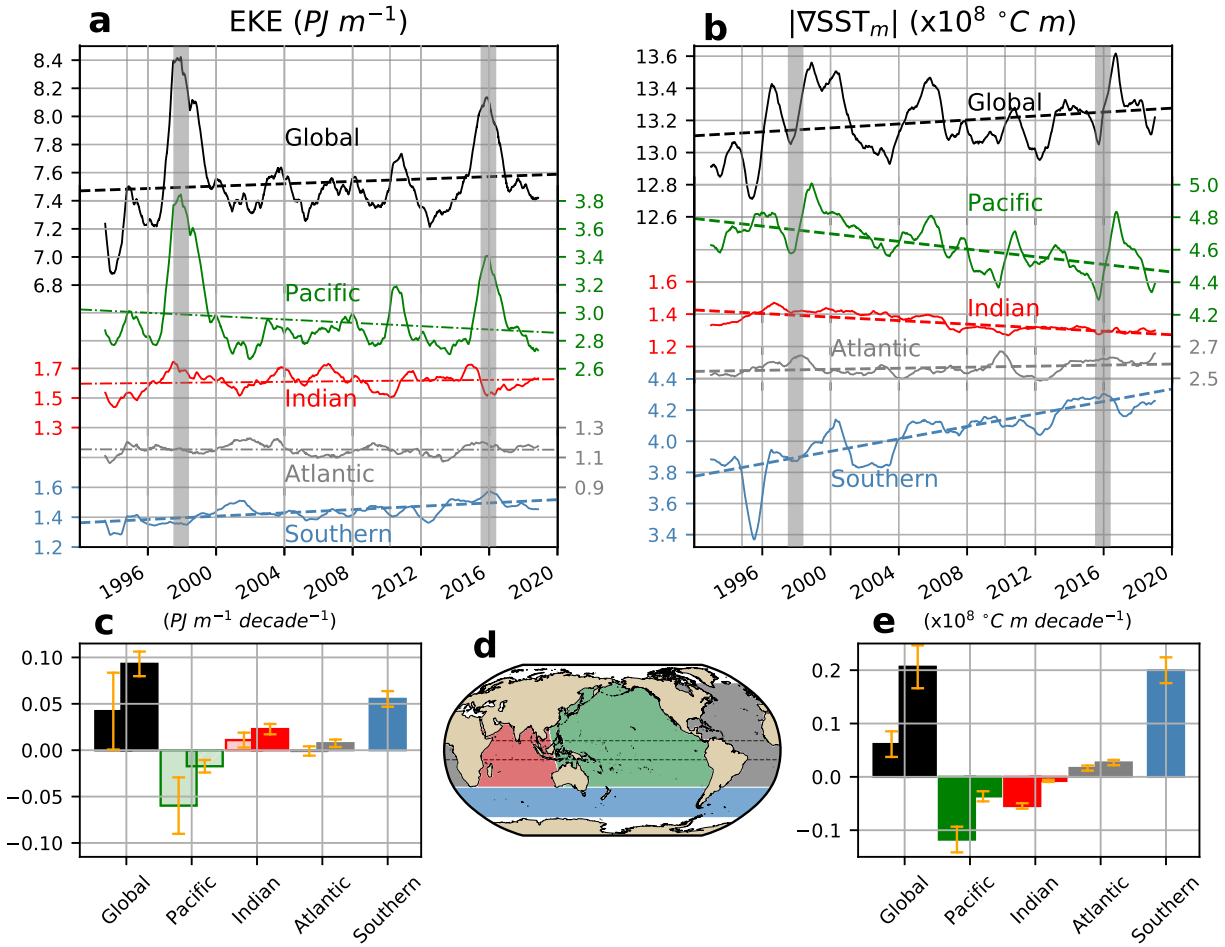 a
EKE (PJ m⁻¹)
8.4
8.2
8.0
7.8
7.6
7.4
7.2
7.0
6.8
Global
3.8
3.6
3.4
3.2
3.0
2.8
2.6
Pacific
1.7
1.5
1.3
Indian
1.3
1.1
0.9
Atlantic
1.6
1.4
1.2
Southern
1996
2000
2004
2008
2012
2016
2020
b
|∇SSTₘ| (x10⁸ °C m)
13.6
13.4
13.2
13.0
12.8
12.6
Global
5.0
4.8
4.6
4.4
4.2
Pacific
1.6
1.4
1.2
Indian
2.7
2.5
Atlantic
4.4
4.2
4.0
3.8
3.6
3.4
Southern
1996
2000
2004
2008
2012
2016
2020
c
(PJ m⁻¹ decade⁻¹)
0.10
0.05
0.00
−0.05
−0.10
Global
Pacific
Indian
Atlantic
Southern
d
e
(x10⁸ °C m decade⁻¹)
0.2
0.1
0.0
−0.1
Global
Pacific
Indian
Atlantic
Southern